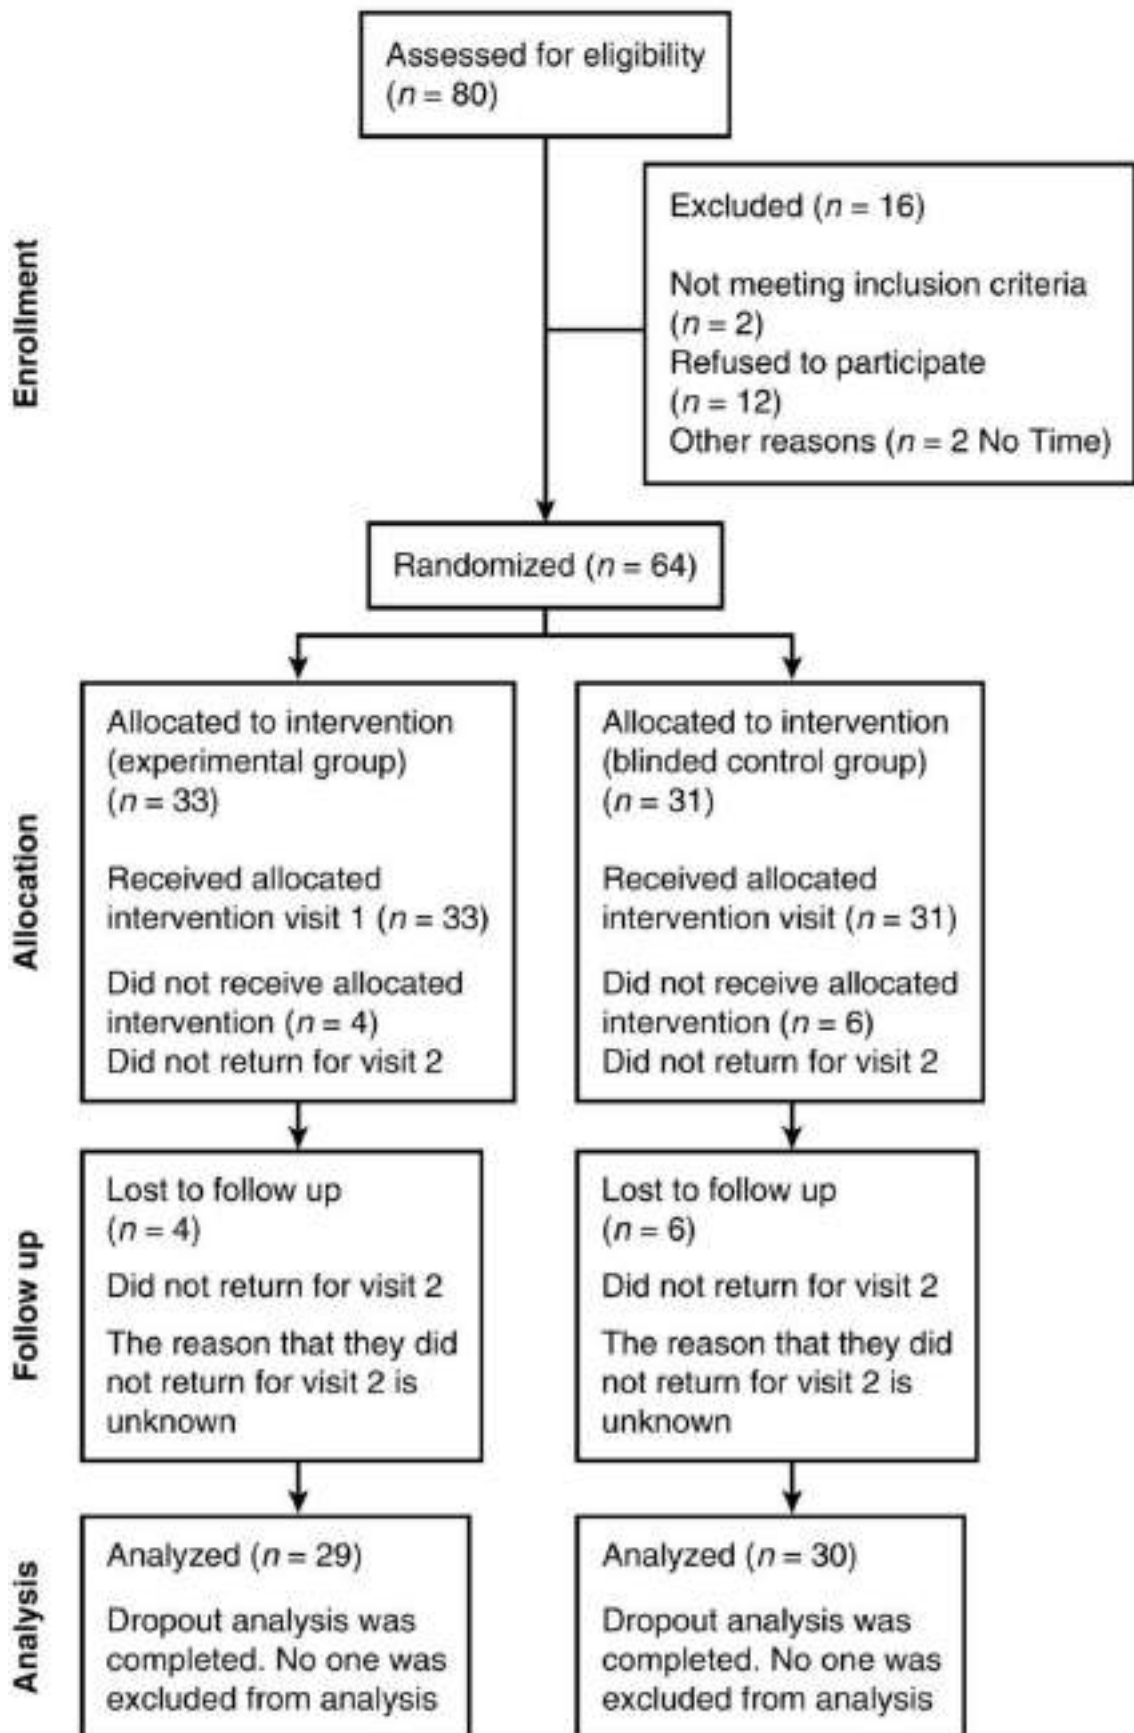 Assessed for eligibility
(n = 80)
Enrollment
Excluded (n = 16)
Not meeting inclusion criteria
(n = 2)
Refused to participate
(n = 12)
Other reasons (n = 2 No Time)
Randomized (n = 64)
Allocation
Allocated to intervention
(experimental group)
(n = 33)
Received allocated
intervention visit 1 (n = 33)
Did not receive allocated
intervention (n = 4)
Did not return for visit 2
Allocated to intervention
(blinded control group)
(n = 31)
Received allocated
intervention visit (n = 31)
Did not receive allocated
intervention (n = 6)
Did not return for visit 2
Follow up
Lost to follow up
(n = 4)
Did not return for visit 2
The reason that they did
not return for visit 2 is
unknown
Lost to follow up
(n = 6)
Did not return for visit 2
The reason that they did
not return for visit 2 is
unknown
Analysis
Analyzed (n = 29)
Dropout analysis was
completed. No one was
excluded from analysis
Analyzed (n = 30)
Dropout analysis was
completed. No one was
excluded from analysis